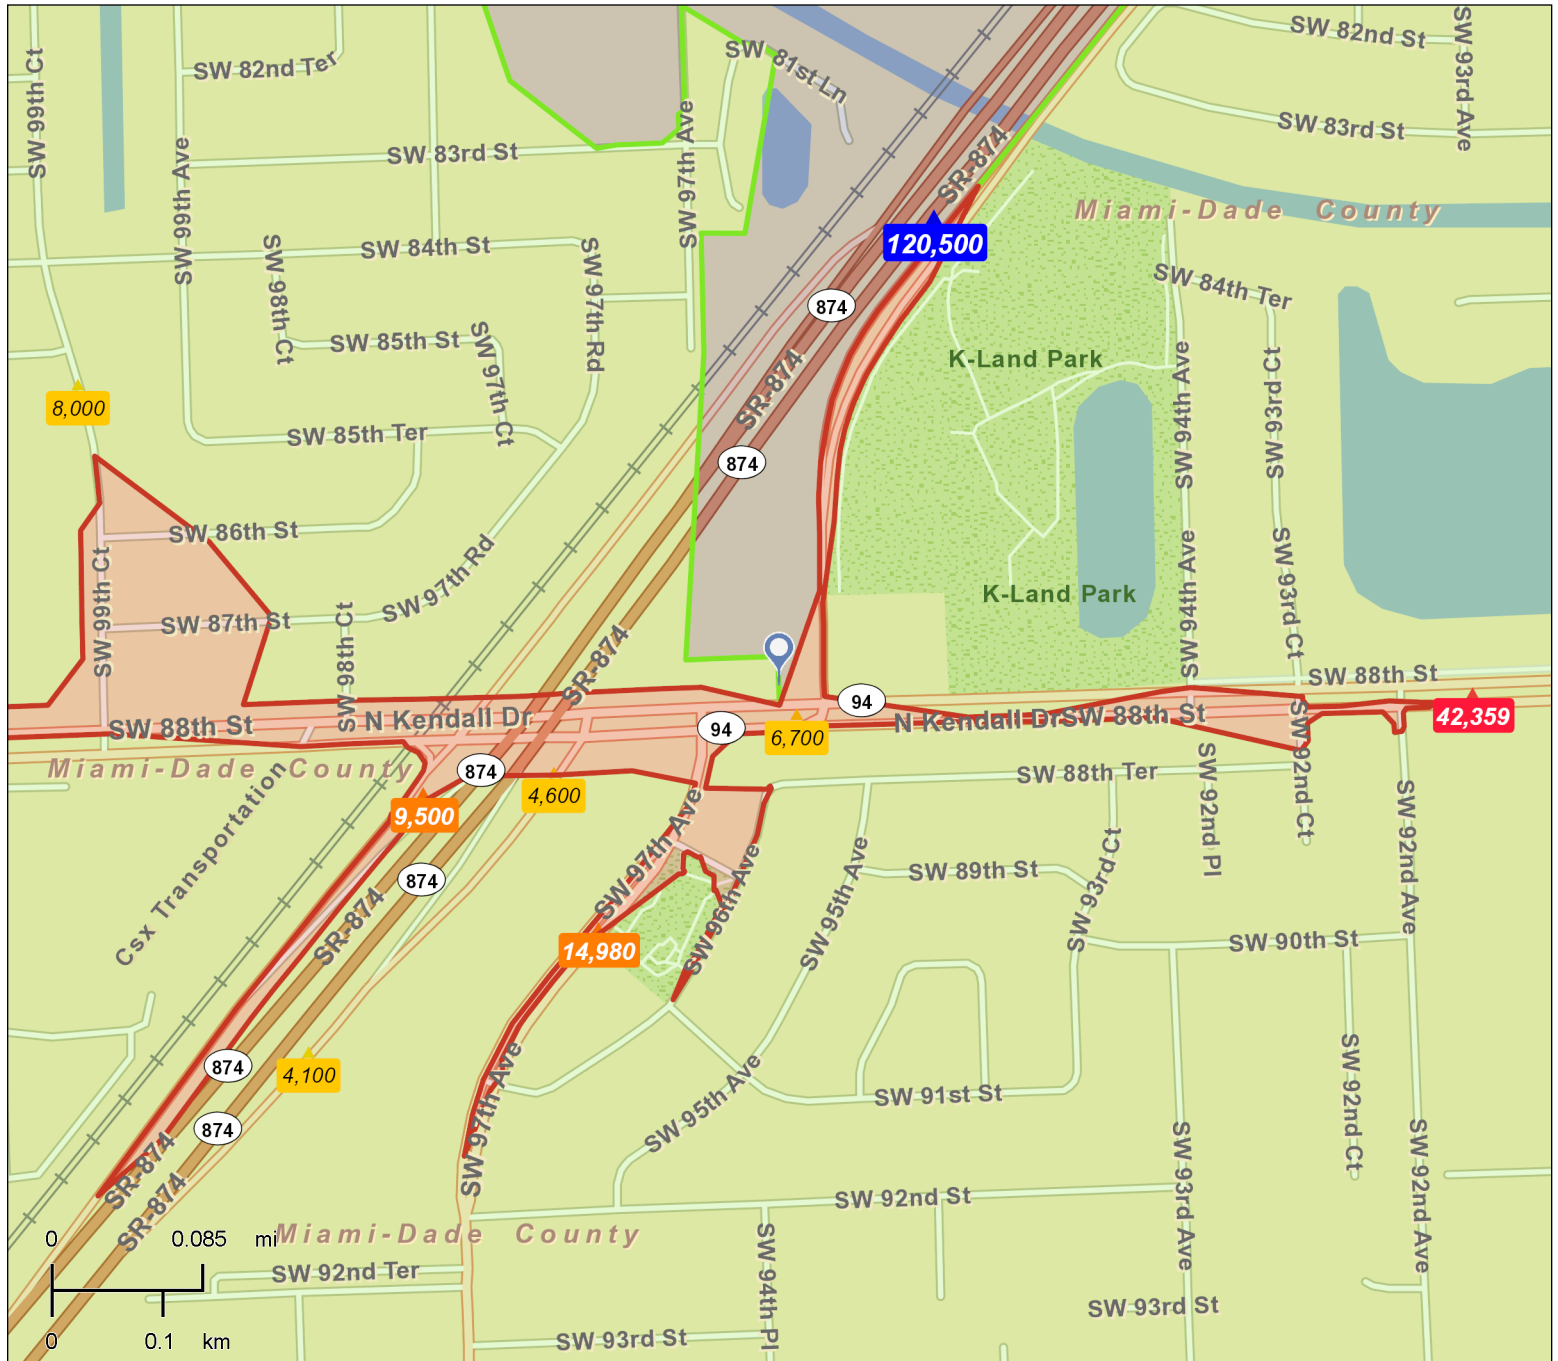 SW 99th Ct
SW 82nd Ter
SW 81st Ln
SW 82nd St
SW 93rd Ave
SW 83rd St
SW 83rd St
SW 99th Ave
SW 97th Ave
SR-874
Miami-Dade County
120,500
SW 84th St
SW 98th Ct
SW 97th Rd
SW 84th Ter
874
SW 85th St
SW 97th Ct
K-Land Park
SW 94th Ave
SW 93rd Ct
8,000
SR-874
SW 85th Ter
874
SW 86th St
SW 99th Ct
SW 97th Rd
SW 94th Ave
SW 93rd Ct
K-Land Park
SW 87th St
SW 98th Ct
SR-874
SW 88th St
94
SW 88th St
N Kendall Dr
94
N Kendall Dr
SW 88th St
42,359
6,700
Miami-Dade County
874
SW 88th Ter
SW 92nd Pl
SW 92nd Ct
4,600
9,500
Csx Transportation
SW 97th Ave
SW 96th Ave
SW 95th Ave
SW 89th St
SW 93rd Ct
SW 92nd Ave
874
SR-874
14,980
SW 90th St
874
4,100
SW 97th Ave
SW 95th Ave
SW 91st St
SW 92nd Ct
874
SR-874
SR-874
SW 92nd St
SW 93rd Ave
SW 92nd Ave
0 0.085 mi
Miami-Dade County
SW 92nd Ter
SW 94th Pl
SW 93rd St
SW 93rd St
0 0.1 km